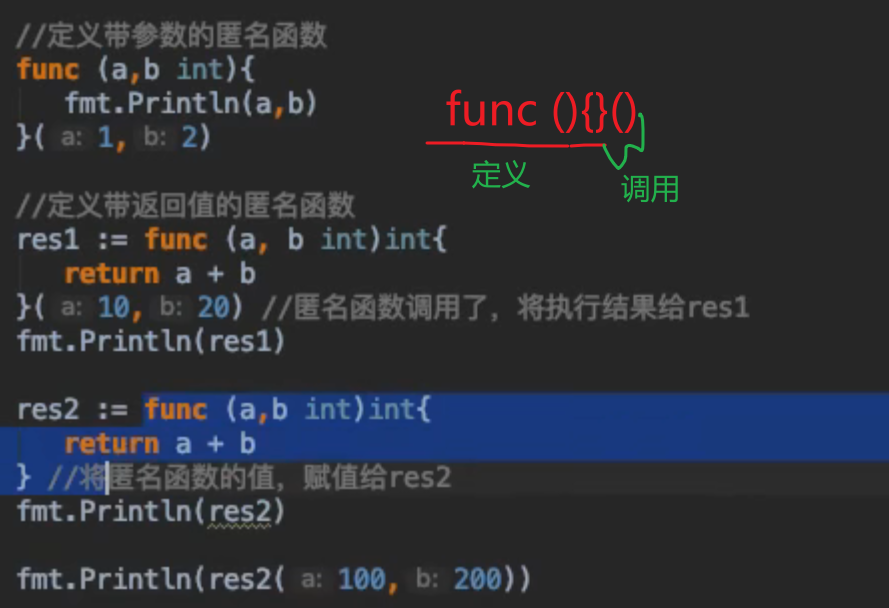 //定义带参数的匿名函数
func (a,b int){
fmt.Println(a,b)
}( a: 1, b: 2)
func (){}()
定义
调用
//定义带返回值的匿名函数
res1 := func (a, b int)int{
return a + b
}( a: 10, b: 20) //匿名函数调用了，将执行结果给res1
fmt.Println(res1)
res2 := func (a,b int)int{
return a + b
} //将匿名函数的值，赋值给res2
fmt.Println(res2)
fmt.Println(res2( a: 100, b: 200))